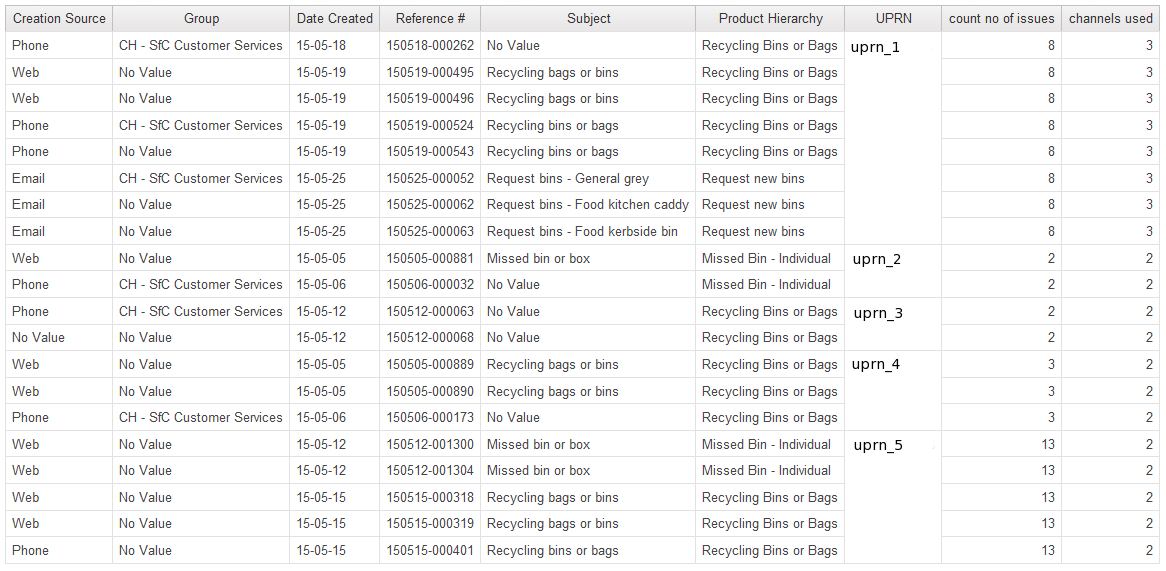 Creation Source Group Date Created Reference # Subject Product Hierarchy UPRN count no of issues channels used
Phone CH - SfC Customer Services 15-05-18 150518-000262 No Value Recycling Bins or Bags uprn_1 8 3
Web No Value 15-05-19 150519-000495 Recycling bags or bins Recycling Bins or Bags 8 3
Web No Value 15-05-19 150519-000496 Recycling bags or bins Recycling Bins or Bags 8 3
Phone CH - SfC Customer Services 15-05-19 150519-000524 Recycling bins or bags Recycling Bins or Bags 8 3
Phone No Value 15-05-19 150519-000543 Recycling bins or bags Recycling Bins or Bags 8 3
Email CH - SfC Customer Services 15-05-25 150525-000052 Request bins - General grey Request new bins 8 3
Email No Value 15-05-25 150525-000062 Request bins - Food kitchen caddy Request new bins 8 3
Email No Value 15-05-25 150525-000063 Request bins - Food kerbside bin Request new bins 8 3
Web No Value 15-05-05 150505-000881 Missed bin or box Missed Bin - Individual uprn_2 2 2
Phone CH - SfC Customer Services 15-05-06 150506-000032 No Value Missed Bin - Individual 2 2
Phone CH - SfC Customer Services 15-05-12 150512-000063 No Value Recycling Bins or Bags uprn_3 2 2
No Value No Value 15-05-12 150512-000068 No Value Recycling Bins or Bags 2 2
Web No Value 15-05-05 150505-000889 Recycling bags or bins Recycling Bins or Bags uprn_4 3 2
Web No Value 15-05-05 150505-000890 Recycling bags or bins Recycling Bins or Bags 3 2
Phone CH - SfC Customer Services 15-05-06 150506-000173 No Value Recycling Bins or Bags 3 2
Web No Value 15-05-12 150512-001300 Missed bin or box Missed Bin - Individual uprn_5 13 2
Web No Value 15-05-12 150512-001304 Missed bin or box Missed Bin - Individual 13 2
Web No Value 15-05-15 150515-000318 Recycling bags or bins Recycling Bins or Bags 13 2
Web No Value 15-05-15 150515-000319 Recycling bags or bins Recycling Bins or Bags 13 2
Phone No Value 15-05-15 150515-000401 Recycling bins or bags Recycling Bins or Bags 13 2